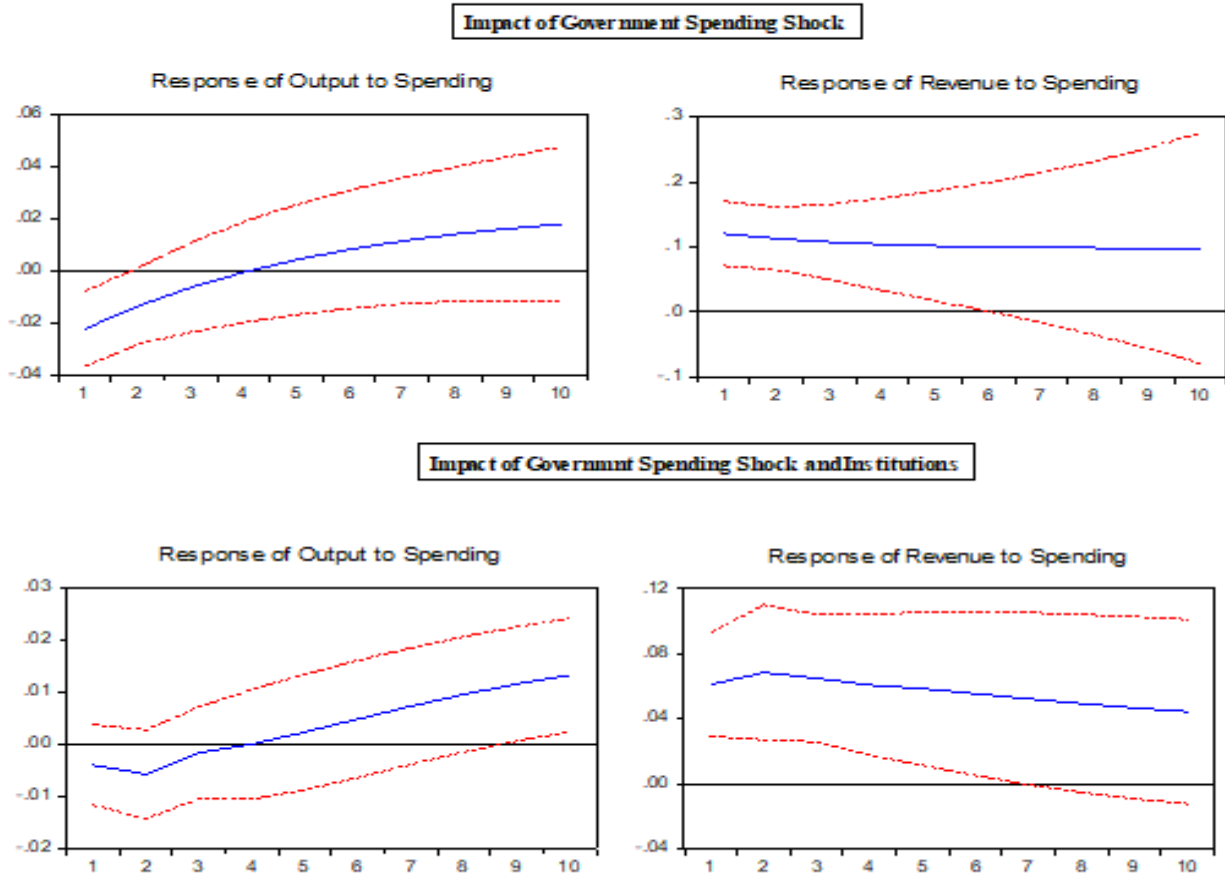 Impact of Government Spending Shock
Response of Output to Spending
.06
.04
.02
.00
-.02
-.04
1 2 3 4 5 6 7 8 9 10
Response of Revenue to Spending
.3
.2
.1
.0
-.1
1 2 3 4 5 6 7 8 9 10
Impact of Governmnt Spending Shock and Institutions
Response of Output to Spending
.03
.02
.01
.00
-.01
-.02
1 2 3 4 5 6 7 8 9 10
Response of Revenue to Spending
.12
.08
.04
.00
-.04
1 2 3 4 5 6 7 8 9 10